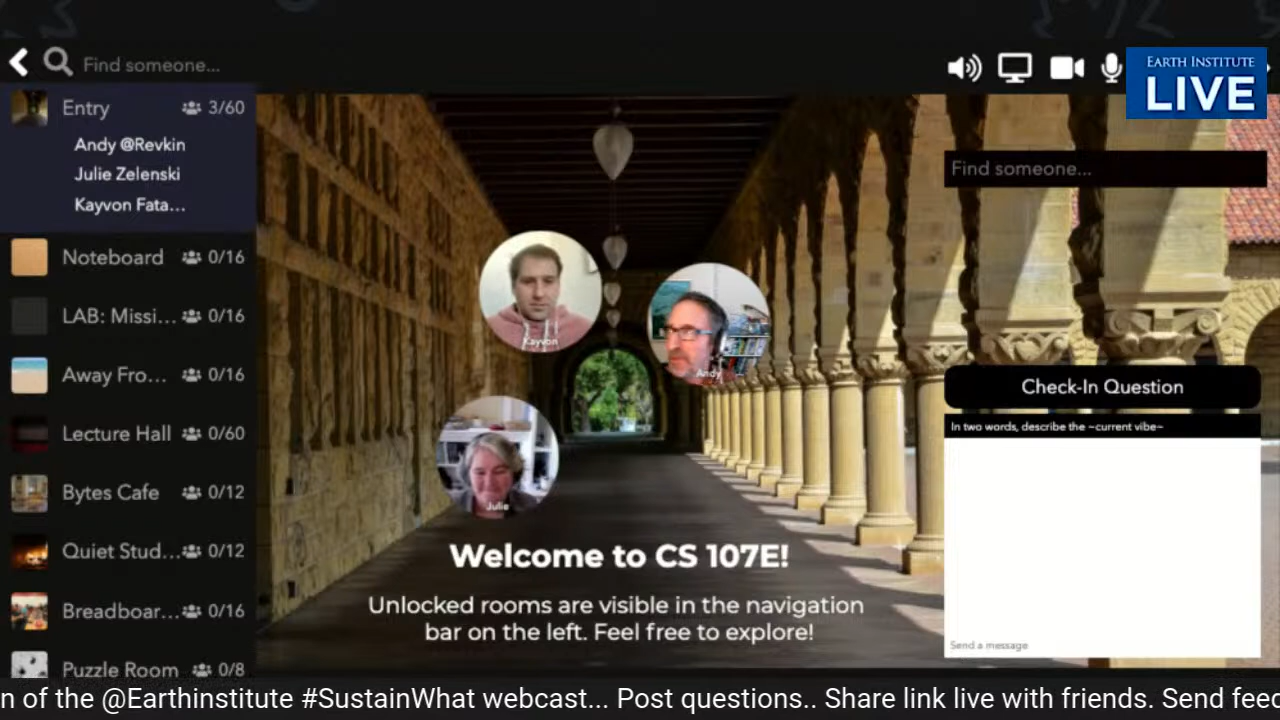 Find someone...
EARTH INSTITUTE
LIVE
Entry 3/60
Andy @Revkin
Julie Zelenski
Kayvon Fata...
Noteboard 0/16
LAB: Missi... 0/16
Away Fro... 0/16
Lecture Hall 0/60
Bytes Cafe 0/12
Quiet Stud... 0/12
Breadboar... 0/16
Puzzle Room 0/8
Kayvon
Andy
Julie
Welcome to CS 107E!
Unlocked rooms are visible in the navigation
bar on the left. Feel free to explore!
Find someone...
Check-In Question
In two words, describe the ~current vibe~
Send a message
n of the @Earthinstitute #SustainWhat webcast... Post questions.. Share link live with friends. Send feed